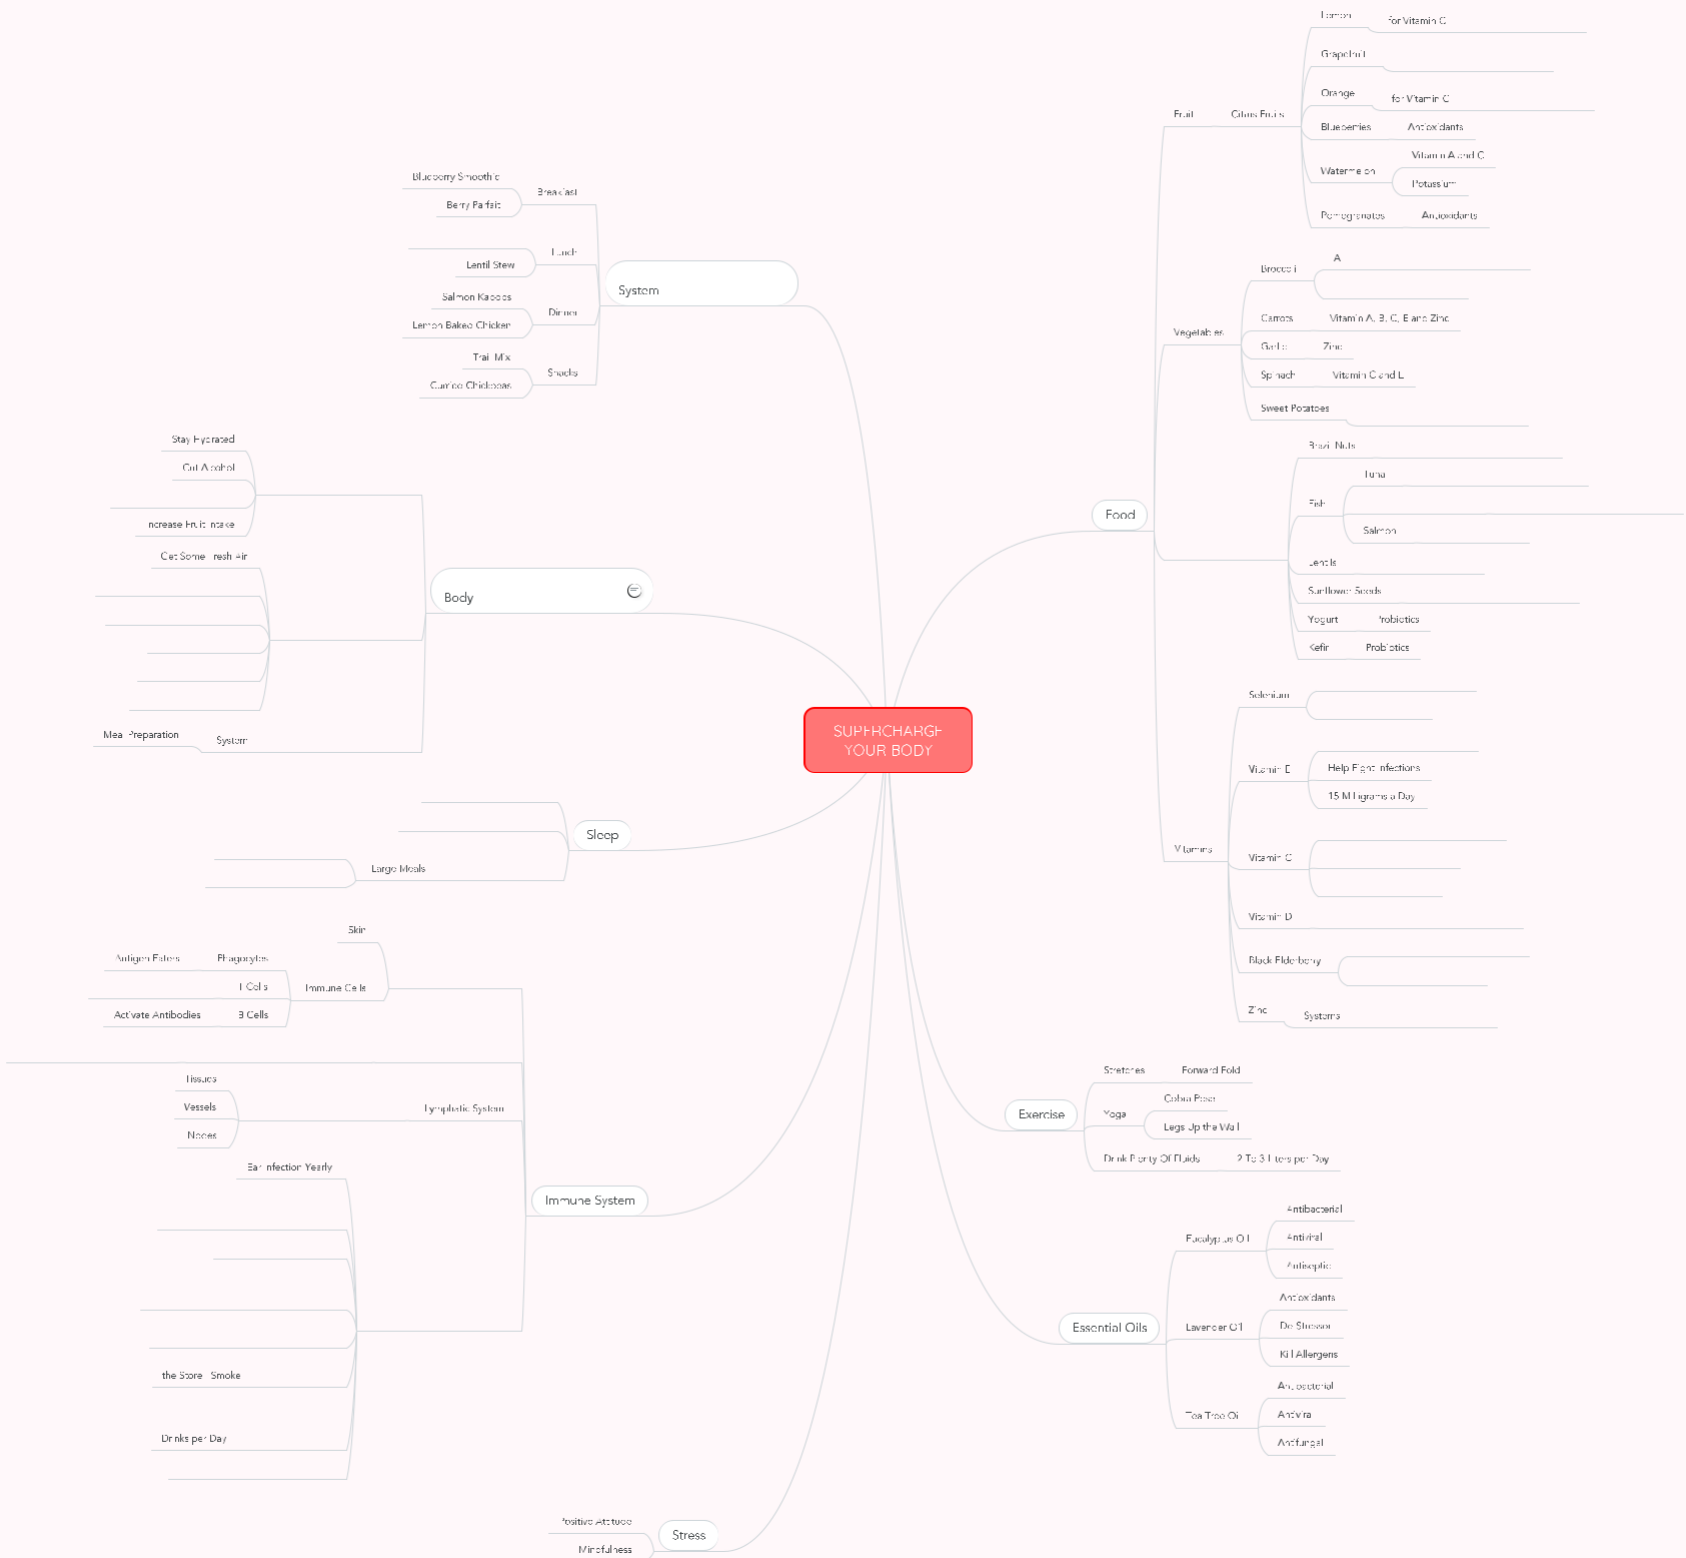 SUPERCHARGE
YOUR BODY
Food
Fruit
Citrus Fruits
Lemon
for Vitamin C
Grapefruit
Orange
for Vitamin C
Blueberries
Antioxidants
Watermelon
Vitamin A and C
Potassium
Pomegranates
Antioxidants
Vegetables
Broccoli
A
Carrots
Vitamin A, B, C, E and Zinc
Garlic
Zinc
Spinach
Vitamin C and E
Sweet Potatoes
Brazil Nuts
Fish
Tuna
Salmon
Lentils
Sunflower Seeds
Yogurt
Probiotics
Kefir
Probiotics
Vitamins
Selenium
Vitamin E
Help Fight Infections
15 Milligrams a Day
Vitamin C
Vitamin D
Black Elderberry
Zinc
Systems
Exercise
Stretches
Forward Fold
Yoga
Cobra Pose
Legs Up the Wall
Drink Plenty Of Fluids
2 To 3 Liters per Day
Essential Oils
Eucalyptus Oil
Antibacterial
Antiviral
Antiseptic
Lavender Oil
Antioxidants
De Stressor
Kill Allergens
Tea Tree Oil
Antibacterial
Antiviral
Antifungal
System
Breakfast
Blueberry Smoothie
Berry Parfait
Lunch
Lentil Stew
Dinner
Salmon Kabobs
Lemon Baked Chicken
Snacks
Trail Mix
Curried Chickpeas
Body
Stay Hydrated
Cut Alcohol
Increase Fruit Intake
Get Some Fresh Air
System
Meal Preparation
Sleep
Large Meals
Immune System
Skin
Immune Cells
Phagocytes
Antigen Eaters
T Cells
B Cells
Activate Antibodies
Lymphatic System
Tissues
Vessels
Nodes
Ear Infection Yearly
the Store Smoke
Drinks per Day
Stress
Positive Attitude
Mindfulness